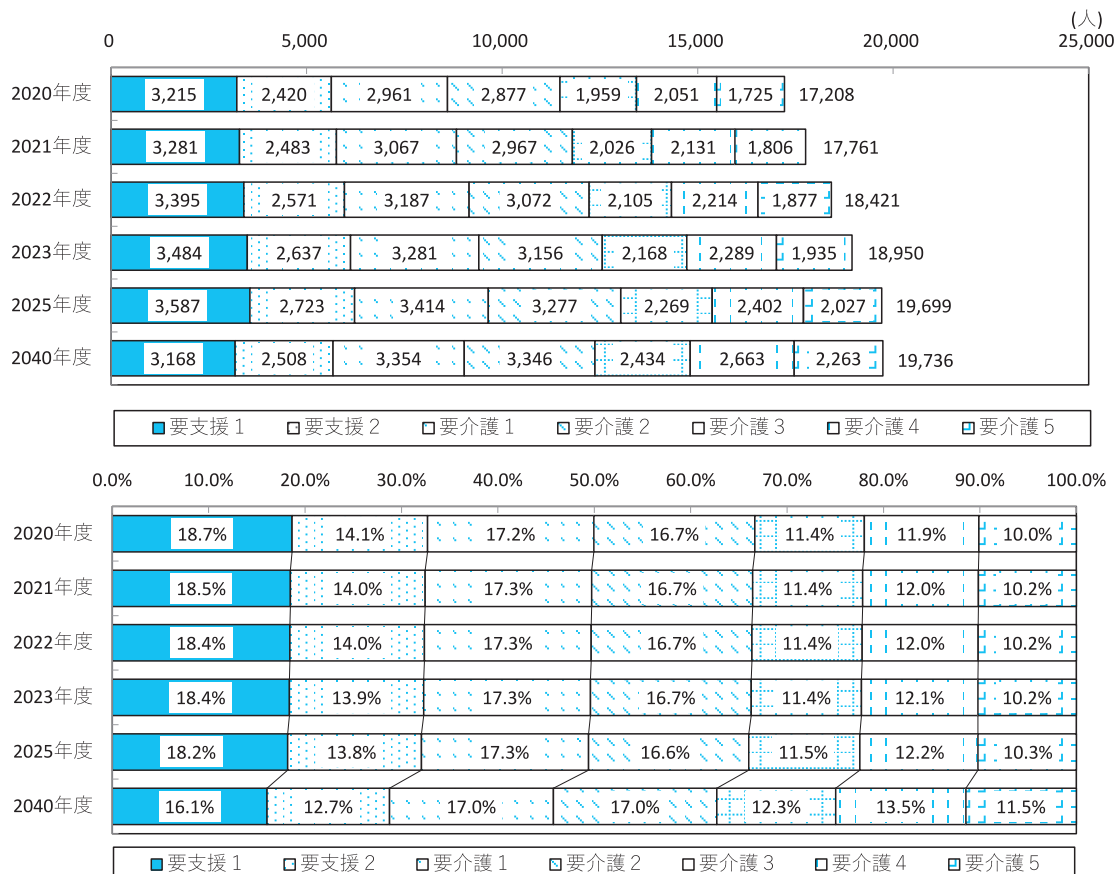 (人)
0 5,000 10,000 15,000 20,000 25,000
2020年度 3,215 2,420 2,961 2,877 1,959 2,051 1,725 17,208
2021年度 3,281 2,483 3,067 2,967 2,026 2,131 1,806 17,761
2022年度 3,395 2,571 3,187 3,072 2,105 2,214 1,877 18,421
2023年度 3,484 2,637 3,281 3,156 2,168 2,289 1,935 18,950
2025年度 3,587 2,723 3,414 3,277 2,269 2,402 2,027 19,699
2040年度 3,168 2,508 3,354 3,346 2,434 2,663 2,263 19,736
要支援1 要支援2 要介護1 要介護2 要介護3 要介護4 要介護5
0.0% 10.0% 20.0% 30.0% 40.0% 50.0% 60.0% 70.0% 80.0% 90.0% 100.0%
2020年度 18.7% 14.1% 17.2% 16.7% 11.4% 11.9% 10.0%
2021年度 18.5% 14.0% 17.3% 16.7% 11.4% 12.0% 10.2%
2022年度 18.4% 14.0% 17.3% 16.7% 11.4% 12.0% 10.2%
2023年度 18.4% 13.9% 17.3% 16.7% 11.4% 12.1% 10.2%
2025年度 18.2% 13.8% 17.3% 16.6% 11.5% 12.2% 10.3%
2040年度 16.1% 12.7% 17.0% 17.0% 12.3% 13.5% 11.5%
要支援1 要支援2 要介護1 要介護2 要介護3 要介護4 要介護5